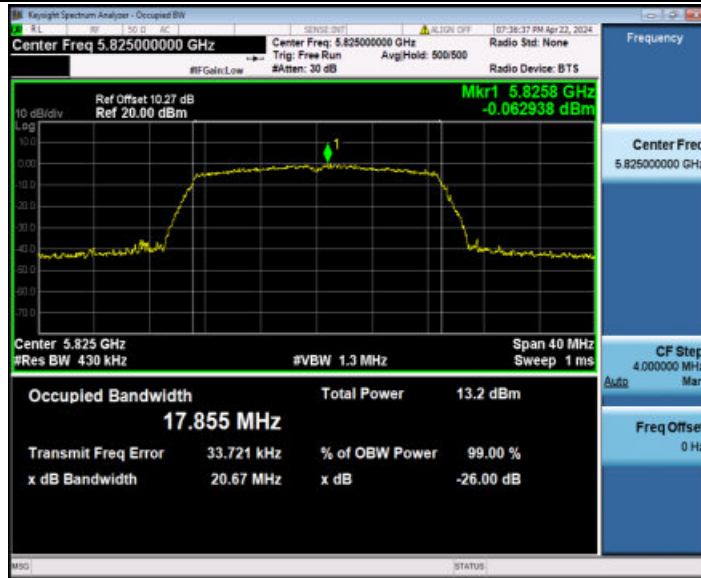 Keysight Spectrum Analyzer - Occupied BW
RL RF 50 Ω AC SENSE:INT ALIGN OFF 07:36:37 PM Apr 22, 2024
Center Freq 5.825000000 GHz
Center Freq: 5.825000000 GHz
Radio Std: None
Trig: Free Run Avg|Hold: 500/500
#IFGain:Low
#Atten: 30 dB
Radio Device: BTS
Frequency
Ref Offset 10.27 dB
Mkr1 5.8258 GHz
10 dB/div
Ref 20.00 dBm
-0.062938 dBm
Log
10.0
1
0.00
-10.0
-20.0
-30.0
-40.0
-50.0
-60.0
-70.0
Center Freq
5.825000000 GHz
Center 5.825 GHz
Span 40 MHz
#Res BW 430 kHz
#VBW 1.3 MHz
Sweep 1 ms
CF Step
4.000000 MHz
Auto Man
Occupied Bandwidth
Total Power 13.2 dBm
17.855 MHz
Transmit Freq Error 33.721 kHz
% of OBW Power 99.00 %
x dB Bandwidth 20.67 MHz
x dB -26.00 dB
Freq Offset
0 Hz
MSG
STATUS